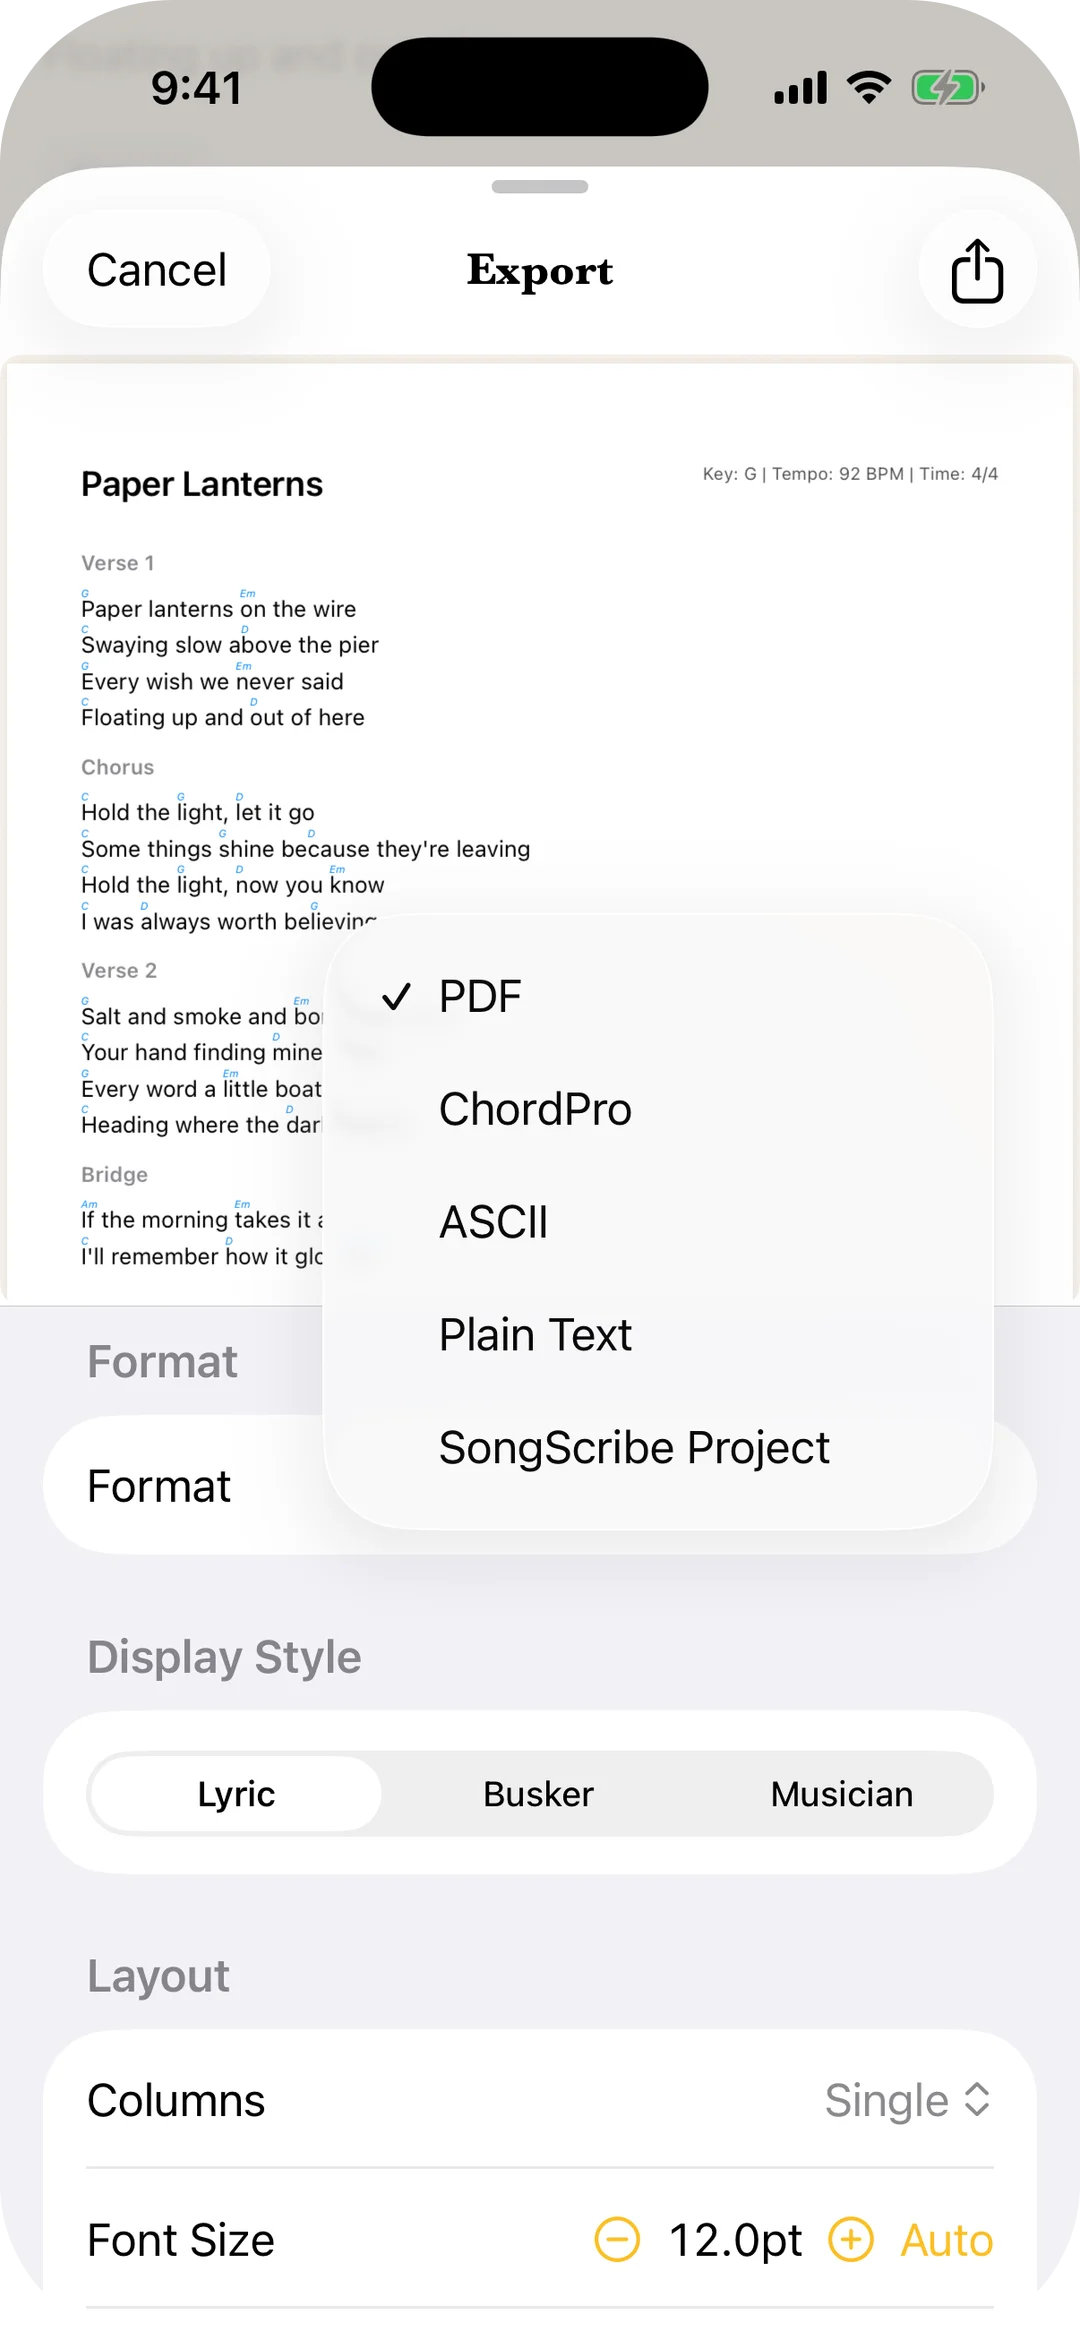 9:41
Cancel
Export
Paper Lanterns
Key: G | Tempo: 92 BPM | Time: 4/4
Verse 1
G Em
Paper lanterns on the wire
C D
Swaying slow above the pier
G Em
Every wish we never said
C D
Floating up and out of here
Chorus
C G D
Hold the light, let it go
C G D
Some things shine because they're leaving
C G D Em
Hold the light, now you know
C D G
I was always worth believing
Verse 2
G Em
Salt and smoke and
C D
Your hand finding mine
G Em
Every word a little boat
C D
Heading where the
Bridge
Am Em
If the morning takes it
C D
I'll remember how it
PDF
ChordPro
ASCII
Plain Text
SongScribe Project
Format
Format
Display Style
Lyric Busker Musician
Layout
Columns Single
Font Size 12.0pt Auto